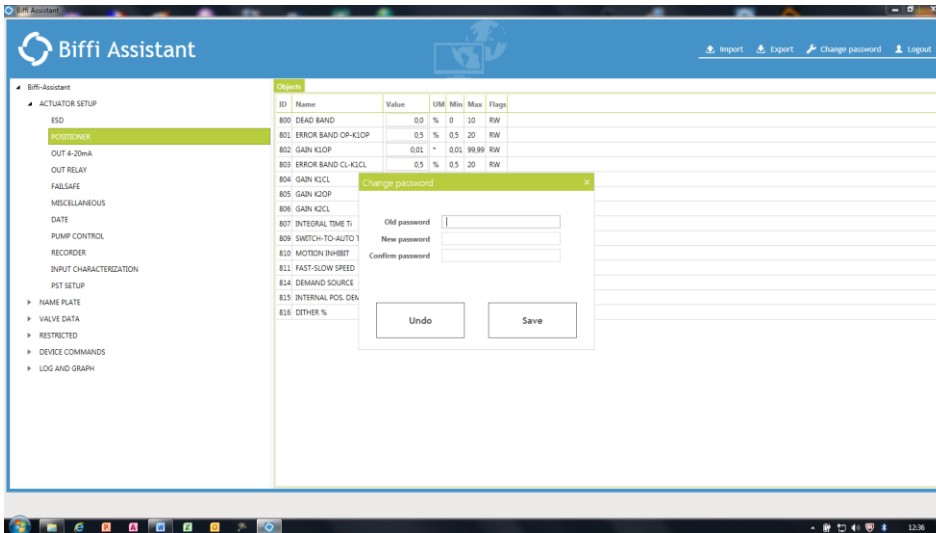 Biffi Assistant
Biffi Assistant
Import Export Change password Logout
Biffi-Assistant
ACTUATOR SETUP
ESD
POSITIONER
OUT 4-20mA
OUT RELAY
FAILSAFE
MISCELLANEOUS
DATE
PUMP CONTROL
RECORDER
INPUT CHARACTERIZATION
PST SETUP
NAME PLATE
VALVE DATA
RESTRICTED
DEVICE COMMANDS
LOG AND GRAPH
Objects
ID Name Value UM Min Max Flags
800 DEAD BAND 0,0 % 0 10 RW
801 ERROR BAND OP-K1OP 0,5 % 0,5 20 RW
802 GAIN K1OP 0,01 * 0,01 99,99 RW
803 ERROR BAND CL-K1CL 0,5 % 0,5 20 RW
804 GAIN K1CL
805 GAIN K2OP
806 GAIN K2CL
807 INTEGRAL TIME Ti
809 SWITCH-TO-AUTO T
810 MOTION INHIBIT
811 FAST-SLOW SPEED
814 DEMAND SOURCE
815 INTERNAL POS. DEM
816 DITHER %
Change password
Old password
New password
Confirm password
Undo Save
12:36